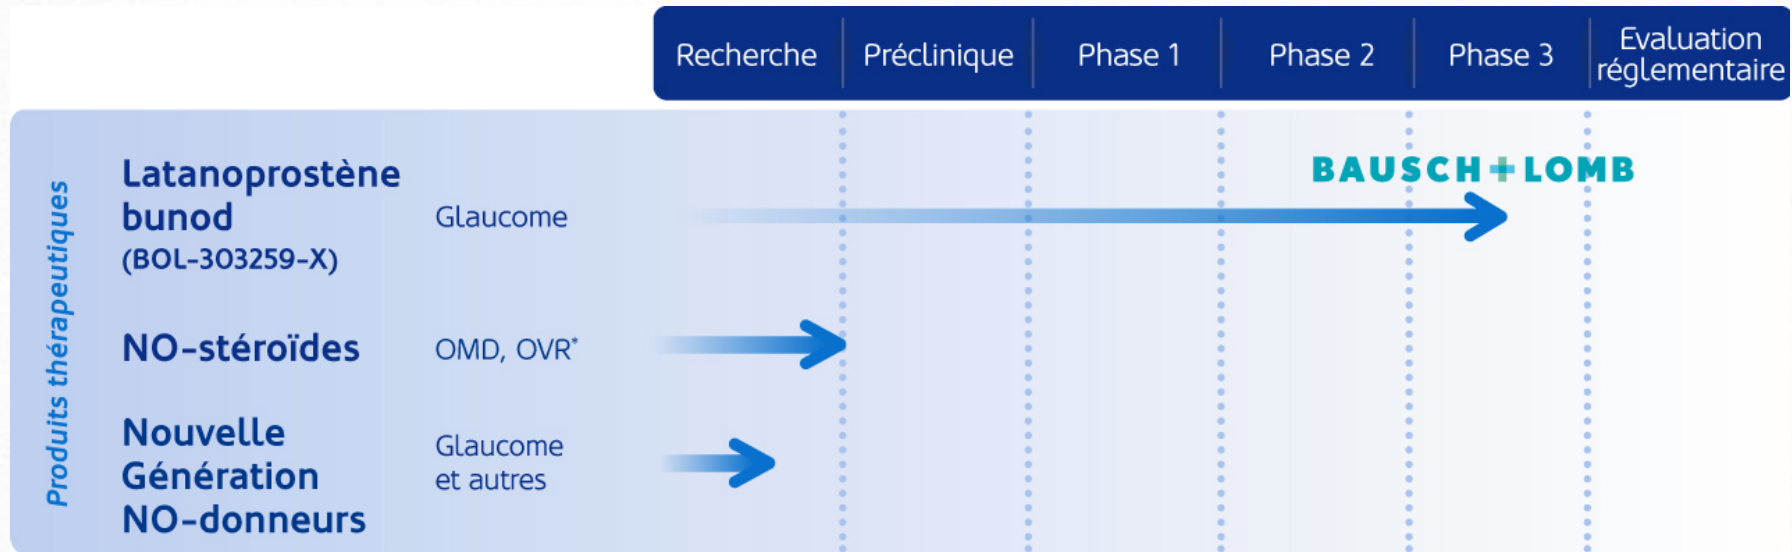 Recherche
Préclinique
Phase 1
Phase 2
Phase 3
Evaluation
réglementaire
Produits thérapeutiques
Latanoprostène
bunod
(BOL-303259-X)
Glaucome
BAUSCH+LOMB
NO-stéroïdes
OMD, OVR*
Nouvelle
Génération
NO-donneurs
Glaucome
et autres